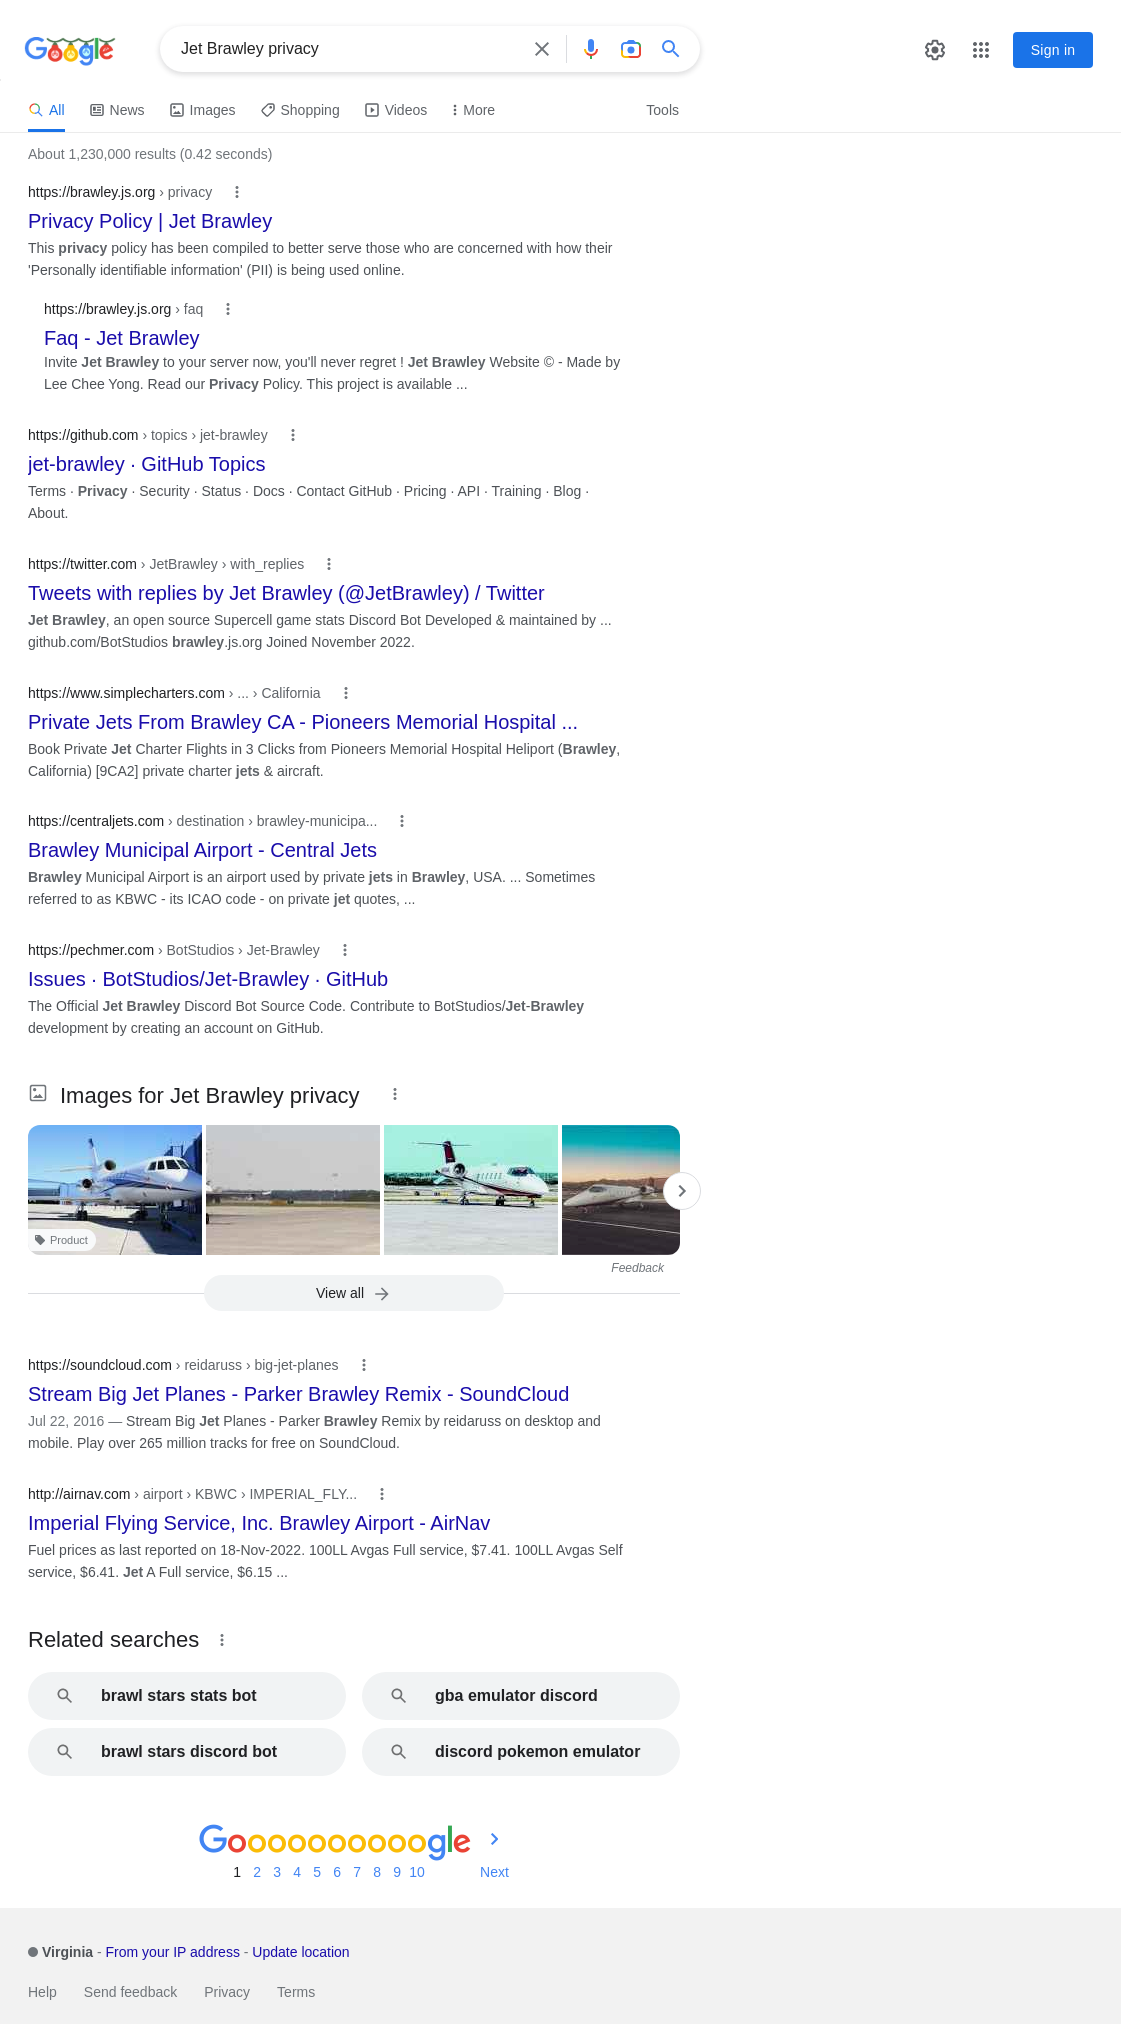 Google
Jet Brawley privacy
Sign in
All
News
Images
Shopping
Videos
More
Tools
About 1,230,000 results (0.42 seconds)
https://brawley.js.org › privacy
Privacy Policy | Jet Brawley
This privacy policy has been compiled to better serve those who are concerned with how their
'Personally identifiable information' (PII) is being used online.
https://brawley.js.org › faq
Faq - Jet Brawley
Invite Jet Brawley to your server now, you'll never regret ! Jet Brawley Website © - Made by
Lee Chee Yong. Read our Privacy Policy. This project is available ...
https://github.com › topics › jet-brawley
jet-brawley · GitHub Topics
Terms · Privacy · Security · Status · Docs · Contact GitHub · Pricing · API · Training · Blog ·
About.
https://twitter.com › JetBrawley › with_replies
Tweets with replies by Jet Brawley (@JetBrawley) / Twitter
Jet Brawley, an open source Supercell game stats Discord Bot Developed & maintained by ...
github.com/BotStudios brawley.js.org Joined November 2022.
https://www.simplecharters.com › ... › California
Private Jets From Brawley CA - Pioneers Memorial Hospital ...
Book Private Jet Charter Flights in 3 Clicks from Pioneers Memorial Hospital Heliport (Brawley,
California) [9CA2] private charter jets & aircraft.
https://centraljets.com › destination › brawley-municipa...
Brawley Municipal Airport - Central Jets
Brawley Municipal Airport is an airport used by private jets in Brawley, USA. ... Sometimes
referred to as KBWC - its ICAO code - on private jet quotes, ...
https://pechmer.com › BotStudios › Jet-Brawley
Issues · BotStudios/Jet-Brawley · GitHub
The Official Jet Brawley Discord Bot Source Code. Contribute to BotStudios/Jet-Brawley
development by creating an account on GitHub.
Images for Jet Brawley privacy
Product
Feedback
View all
https://soundcloud.com › reidaruss › big-jet-planes
Stream Big Jet Planes - Parker Brawley Remix - SoundCloud
Jul 22, 2016 — Stream Big Jet Planes - Parker Brawley Remix by reidaruss on desktop and
mobile. Play over 265 million tracks for free on SoundCloud.
http://airnav.com › airport › KBWC › IMPERIAL_FLY...
Imperial Flying Service, Inc. Brawley Airport - AirNav
Fuel prices as last reported on 18-Nov-2022. 100LL Avgas Full service, $7.41. 100LL Avgas Self
service, $6.41. Jet A Full service, $6.15 ...
Related searches
brawl stars stats bot
gba emulator discord
brawl stars discord bot
discord pokemon emulator
Goooooooooogle
1 2 3 4 5 6 7 8 9 10 Next
Virginia - From your IP address - Update location
Help Send feedback Privacy Terms